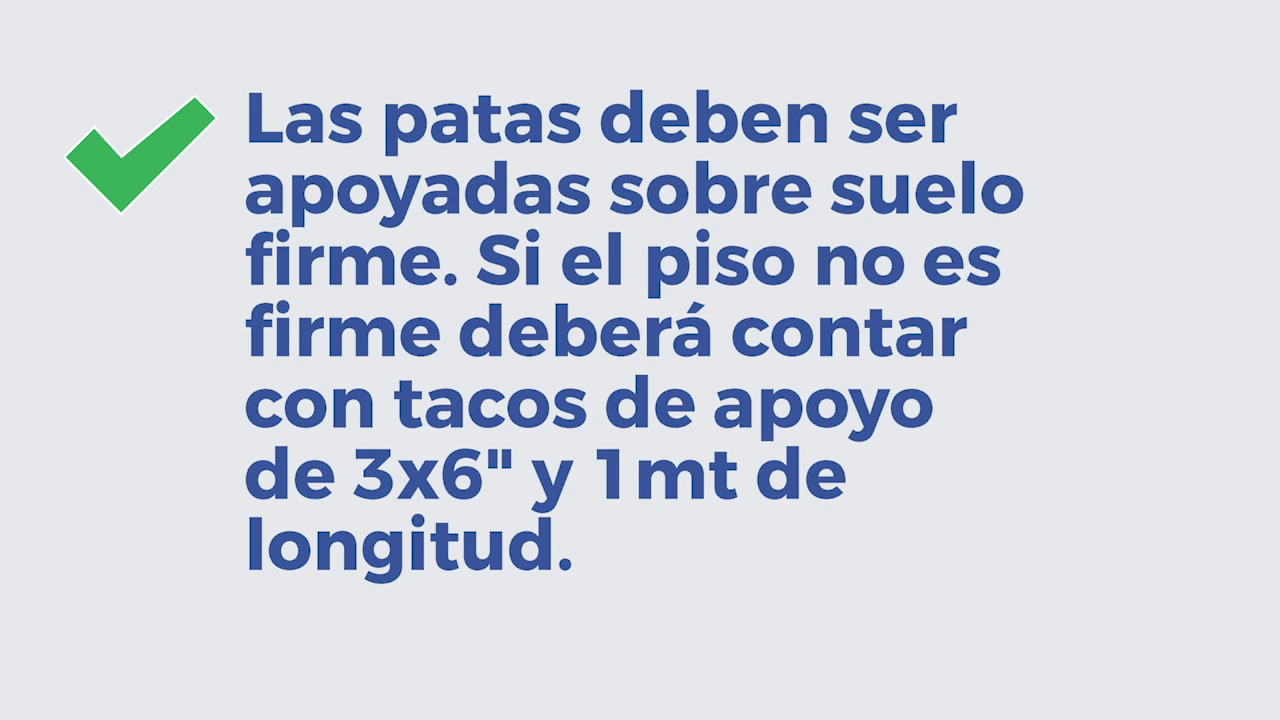 Las patas deben ser
apoyadas sobre suelo
firme. Si el piso no es
firme deberá contar
con tacos de apoyo
de 3x6" y 1mt de
longitud.